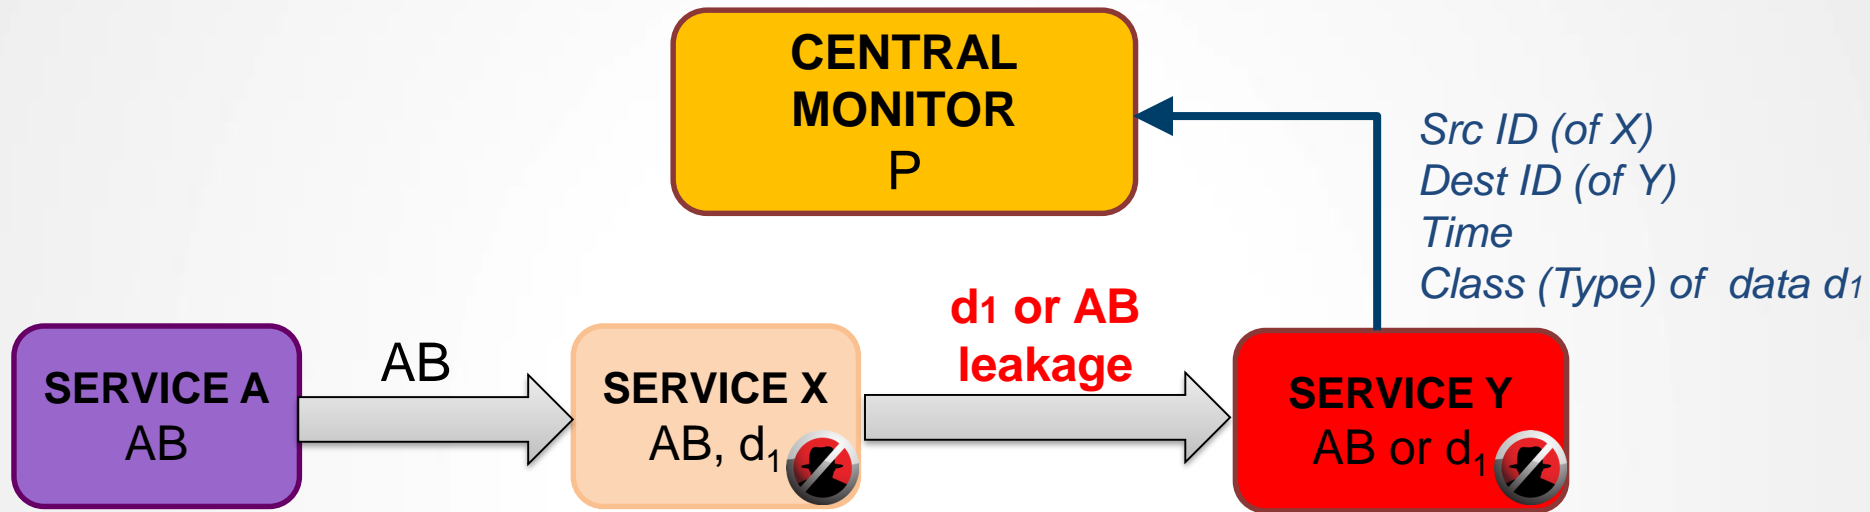 CENTRAL
MONITOR
P
Src ID (of X)
Dest ID (of Y)
Time
Class (Type) of data d1
SERVICE A
AB
AB
SERVICE X
AB, d1
d1 or AB
leakage
SERVICE Y
AB or d1